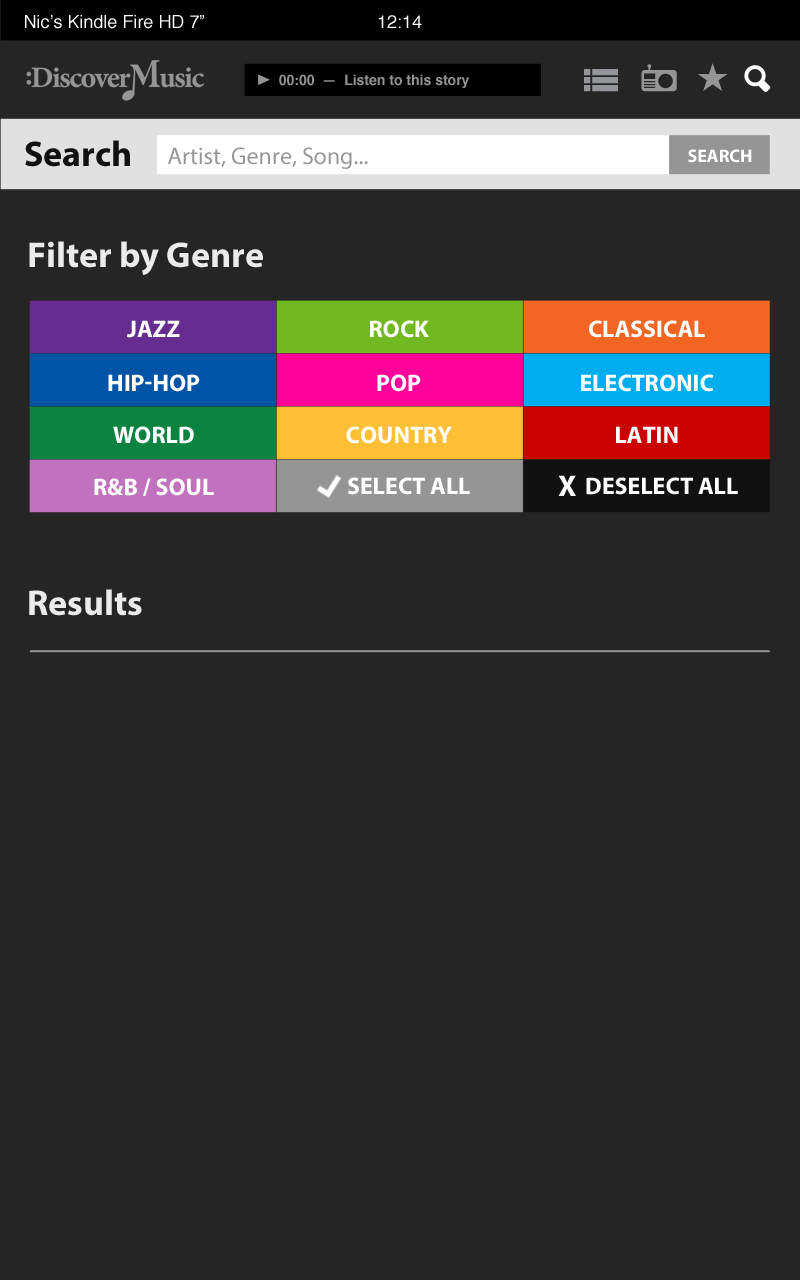 Nic’s Kindle Fire HD 7” 12:14
:DiscoverMusic 00:00 — Listen to this story
Search Artist, Genre, Song... SEARCH
Filter by Genre
JAZZ ROCK CLASSICAL
HIP-HOP POP ELECTRONIC
WORLD COUNTRY LATIN
R&B / SOUL SELECT ALL X DESELECT ALL
Results